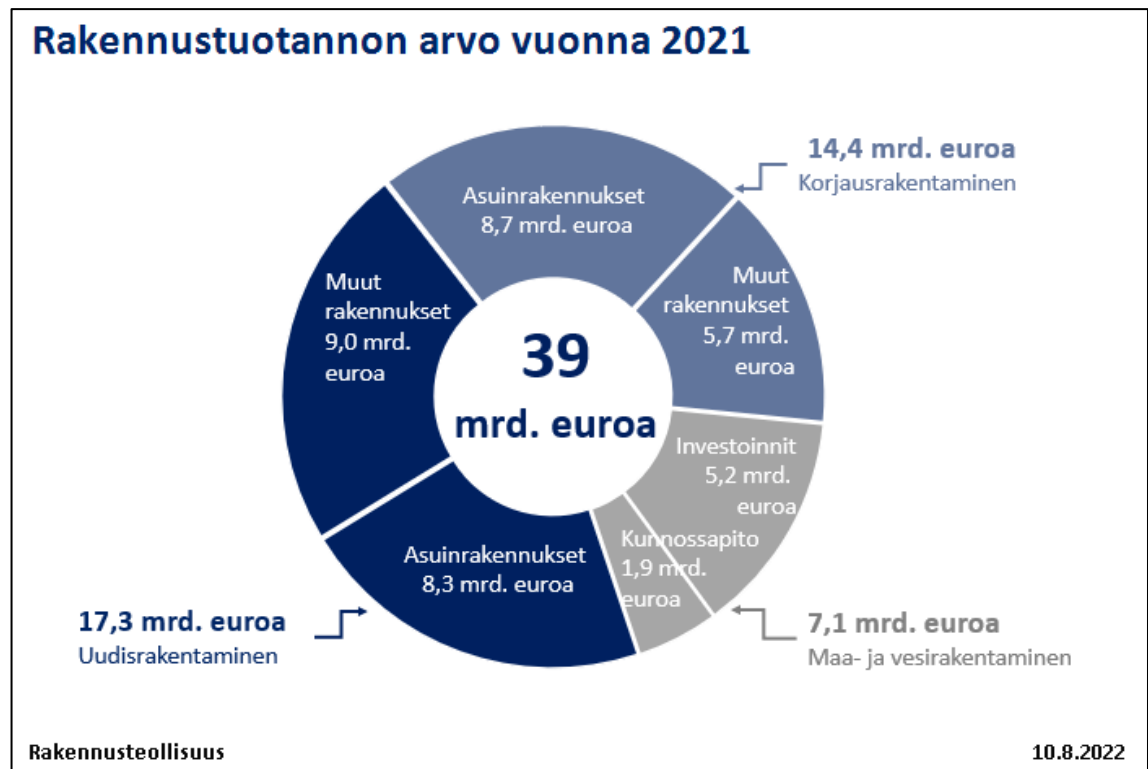 Rakennustuotannon arvo vuonna 2021
14,4 mrd. euroa
Korjausrakentaminen
Asuinrakennukset
8,7 mrd. euroa
Muut
rakennukset
5,7 mrd.
euroa
Muut
rakennukset
9,0 mrd.
euroa
39
mrd. euroa
Investoinnit
5,2 mrd.
euroa
Kunnossapito
1,9 mrd.
euroa
Asuinrakennukset
8,3 mrd. euroa
17,3 mrd. euroa
Uudisrakentaminen
7,1 mrd. euroa
Maa- ja vesirakentaminen
Rakennusteollisuus
10.8.2022